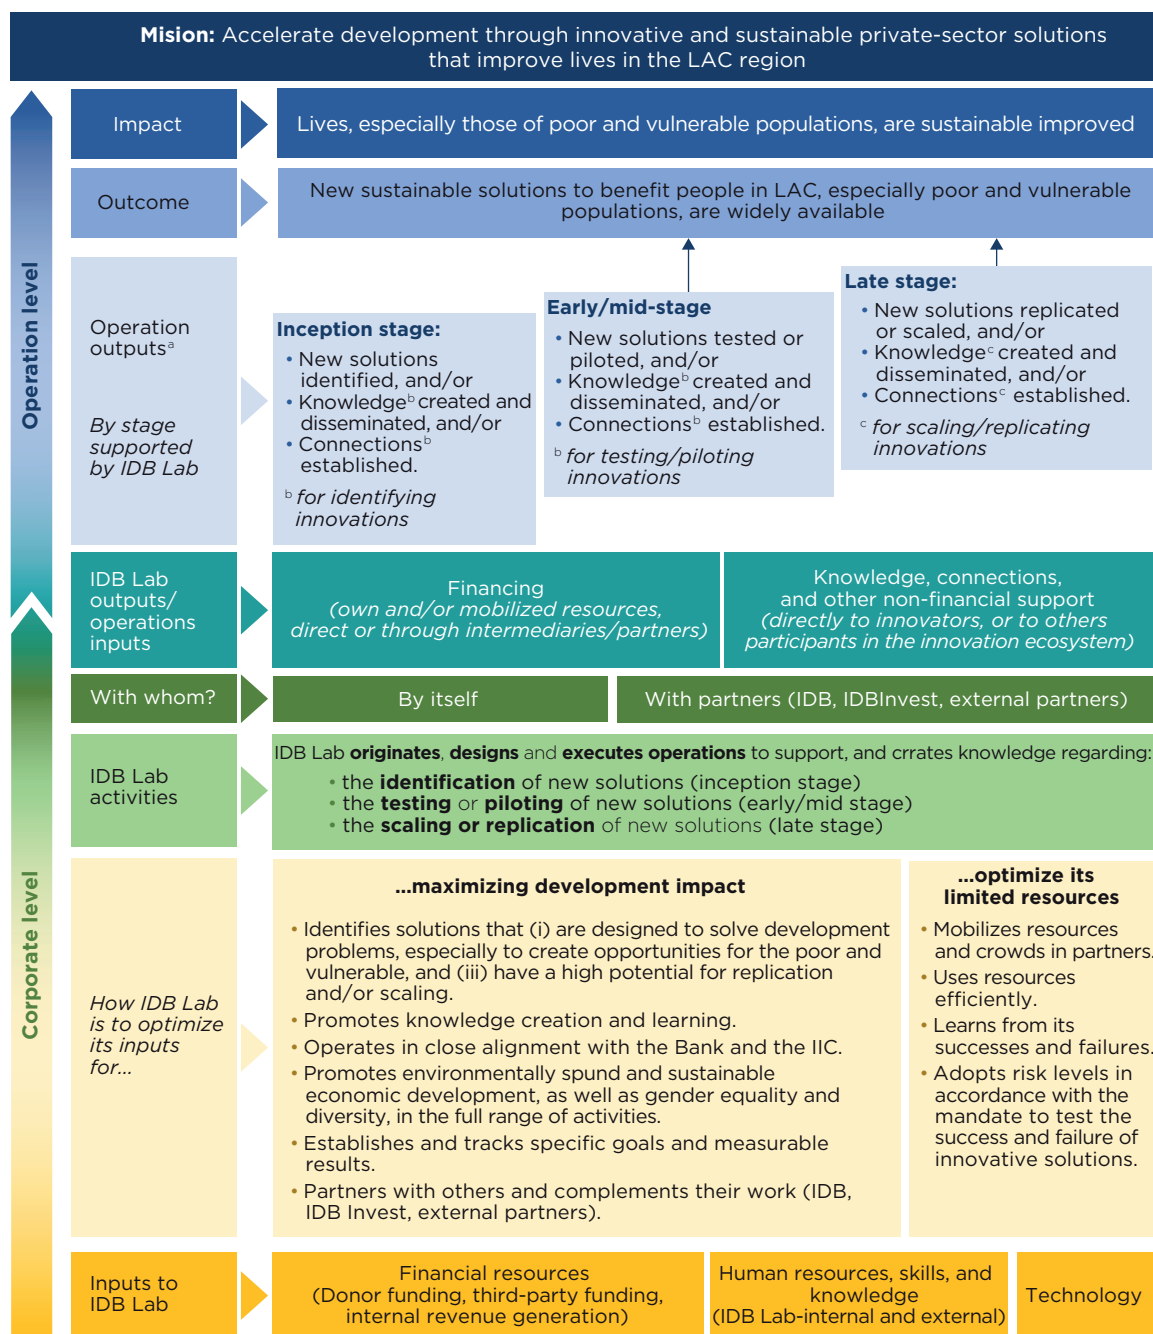 Mision: Accelerate development through innovative and sustainable private-sector solutions
that improve lives in the LAC region
Operation level
Impact
Lives, especially those of poor and vulnerable populations, are sustainable improved
Outcome
New sustainable solutions to benefit people in LAC, especially poor and vulnerable
populations, are widely available
Operation
outputsᵃ
By stage
supported
by IDB Lab
Inception stage:
• New solutions
identified, and/or
• Knowledgeᵇ created and
disseminated, and/or
• Connectionsᵇ
established.
ᵇ for identifying
innovations
Early/mid-stage
• New solutions tested or
piloted, and/or
• Knowledgeᵇ created and
disseminated, and/or
• Connectionsᵇ established.
ᵇ for testing/piloting
innovations
Late stage:
• New solutions replicated
or scaled, and/or
• Knowledgeᶜ created and
disseminated, and/or
• Connectionsᶜ established.
ᶜ for scaling/replicating
innovations
IDB Lab
outputs/
operations
inputs
Financing
(own and/or mobilized resources,
direct or through intermediaries/partners)
Knowledge, connections,
and other non-financial support
(directly to innovators, or to others
participants in the innovation ecosystem)
Corporate level
With whom?
By itself
With partners (IDB, IDBInvest, external partners)
IDB Lab
activities
IDB Lab originates, designs and executes operations to support, and crrates knowledge regarding:
• the identification of new solutions (inception stage)
• the testing or piloting of new solutions (early/mid stage)
• the scaling or replication of new solutions (late stage)
How IDB Lab
is to optimize
its inputs
for...
...maximizing development impact
• Identifies solutions that (i) are designed to solve development
problems, especially to create opportunities for the poor and
vulnerable, and (iii) have a high potential for replication
and/or scaling.
• Promotes knowledge creation and learning.
• Operates in close alignment with the Bank and the IIC.
• Promotes environmentally spund and sustainable
economic development, as well as gender equality and
diversity, in the full range of activities.
• Establishes and tracks specific goals and measurable
results.
• Partners with others and complements their work (IDB,
IDB Invest, external partners).
...optimize its
limited resources
• Mobilizes resources
and crowds in partners.
• Uses resources
efficiently.
• Learns from its
successes and failures.
• Adopts risk levels in
accordance with the
mandate to test the
success and failure of
innovative solutions.
Inputs to
IDB Lab
Financial resources
(Donor funding, third-party funding,
internal revenue generation)
Human resources, skills, and
knowledge
(IDB Lab-internal and external)
Technology